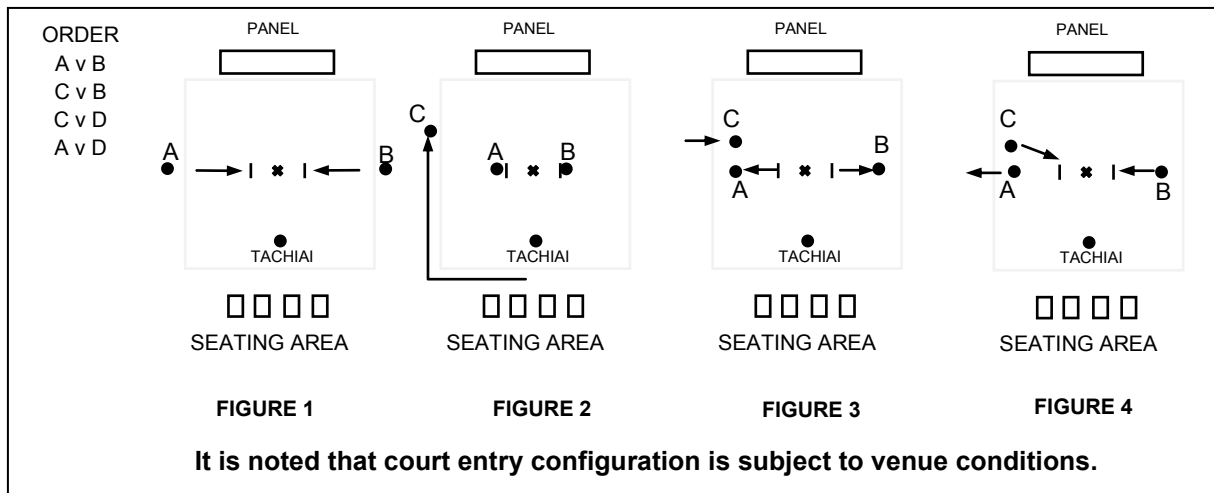 ORDER
A v B
C v B
C v D
A v D
PANEL
A
B
TACHIAI
SEATING AREA
FIGURE 1
PANEL
C
A
B
TACHIAI
SEATING AREA
FIGURE 2
PANEL
C
B
A
TACHIAI
SEATING AREA
FIGURE 3
PANEL
C
A
B
TACHIAI
SEATING AREA
FIGURE 4
It is noted that court entry configuration is subject to venue conditions.